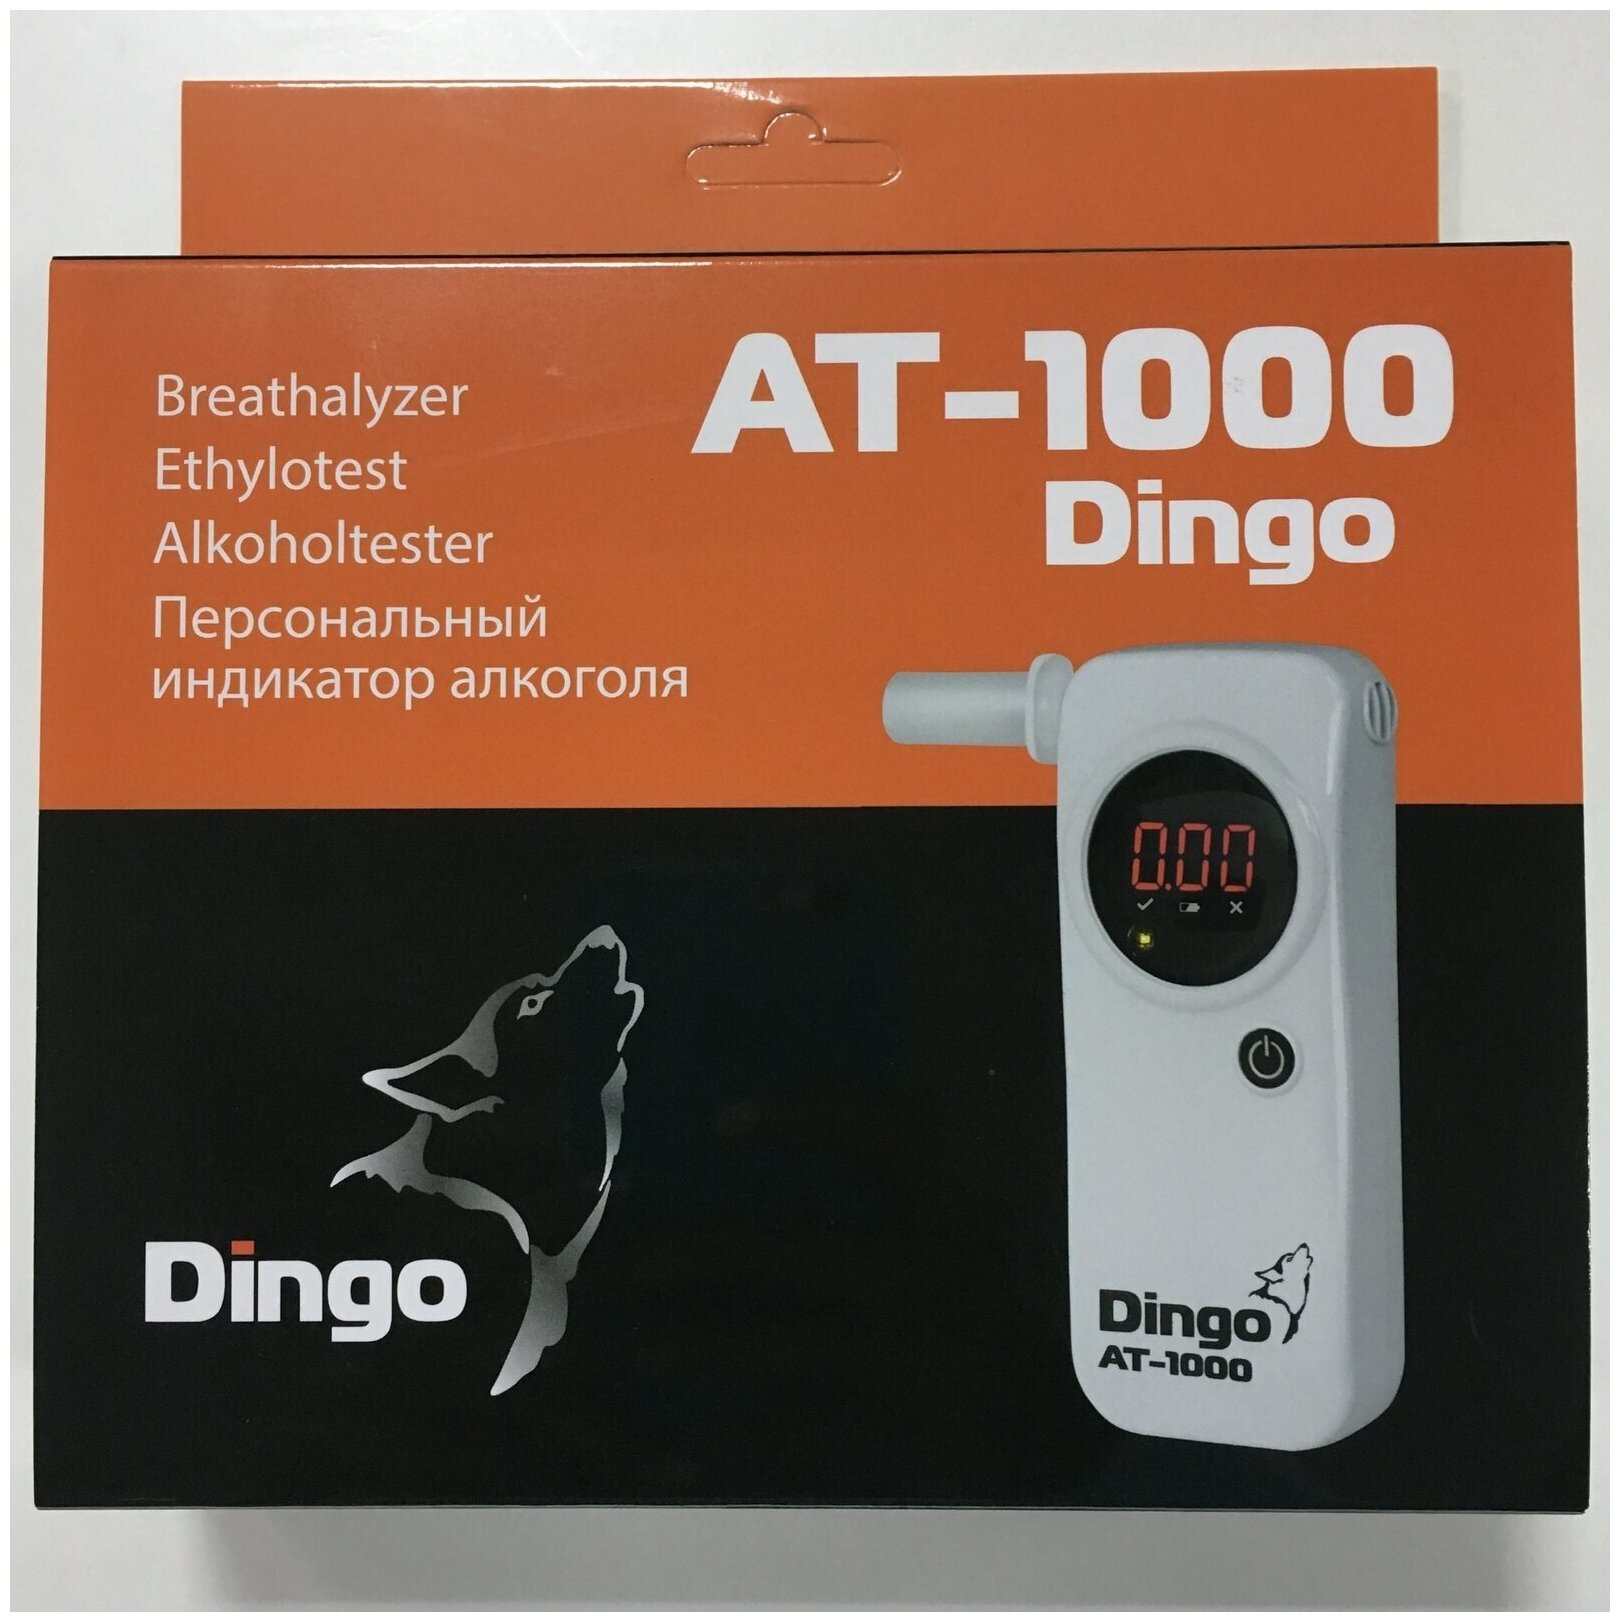 AT-1000
Dingo
Breathalyzer
Ethylotest
Alkoholtester
Персональный
индикатор алкоголя
0.00
Dingo
Dingo
AT-1000